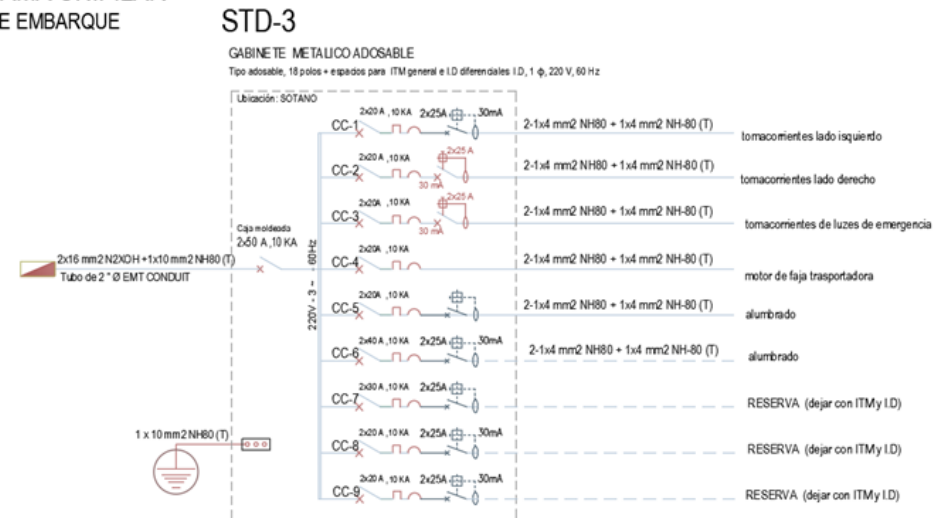 E EMBARQUE
STD-3
GABINETE METALICO ADOSABLE
Tipo adosable, 18 polos + espacios para ITM general e I.D diferenciales I.D, 1 ф, 220 V, 60 Hz
Ubicación: SOTANO
CC-1 2x20 A ,10 KA 2x25A 30mA 2-1x4 mm2 NH80 + 1x4 mm2 NH-80 (T) tomacorrientes lado isquierdo
CC-2 2x20 A ,10 KA 2x25 A 30 mA 2-1x4 mm2 NH80 + 1x4 mm2 NH-80 (T) tomacorrientes lado derecho
CC-3 2x20A ,10 KA 2x25 A 30 mA 2-1x4 mm2 NH80 + 1x4 mm2 NH-80 (T) tomacorrientes de luzes de emergencia
Caja moldeada
2x50 A ,10 KA
2x16 mm2 N2XOH +1x10 mm2 NH80 (T)
Tubo de 2 " Ø EMT CONDUIT
220V - 3 ~ - 60Hz
CC-4 2x20A ,10 KA 2-1x4 mm2 NH80 + 1x4 mm2 NH-80 (T) motor de faja trasportadora
CC-5 2x20A ,10 KA 2-1x4 mm2 NH80 + 1x4 mm2 NH-80 (T) alumbrado
CC-6 2x40 A ,10 KA 2x25A 30mA 2-1x4 mm2 NH80 + 1x4 mm2 NH-80 (T) alumbrado
CC-7 2x30 A ,10 KA 2x25A 30mA RESERVA (dejar con ITM y I.D)
1 x 10 mm2 NH80 (T)
CC-8 2x20 A ,10 KA 2x25A 30mA RESERVA (dejar con ITM y I.D)
CC-9 2x20 A ,10 KA 2x25A 30mA RESERVA (dejar con ITM y I.D)